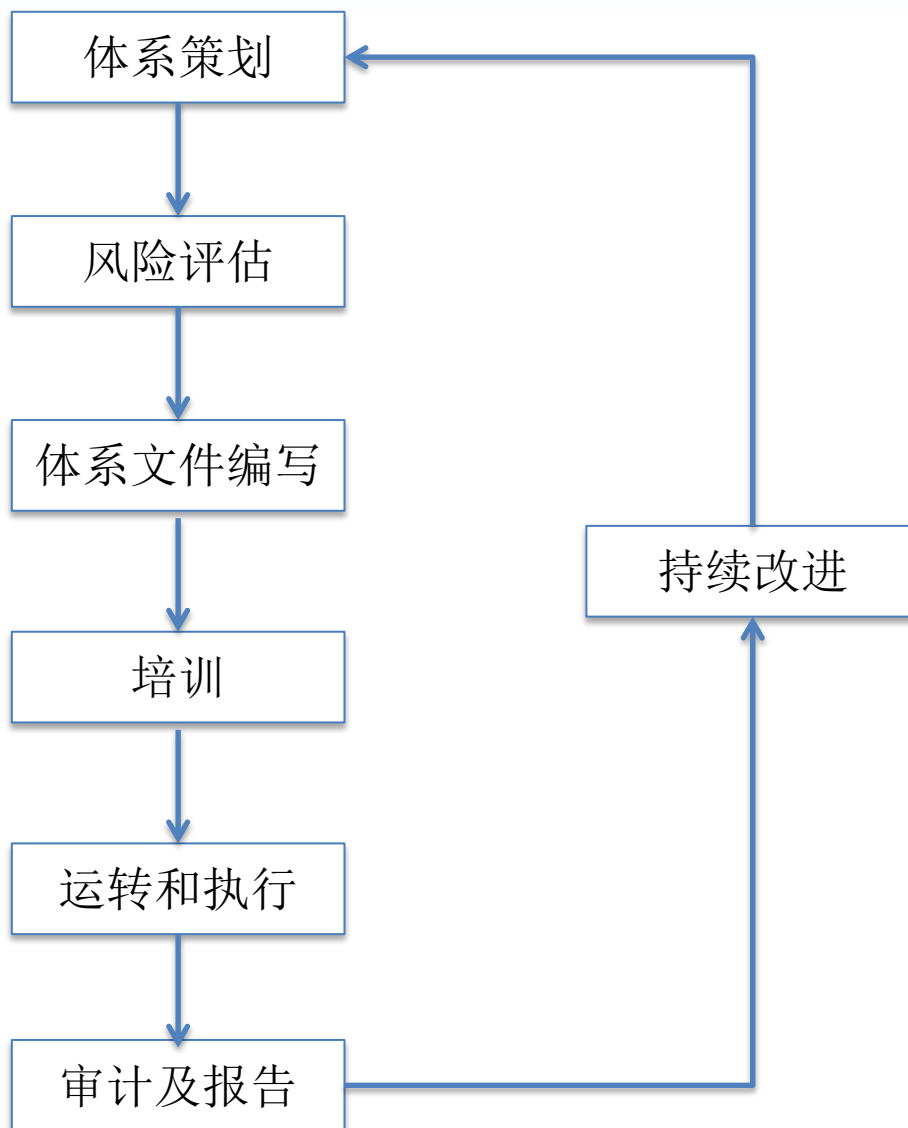 体系策划
风险评估
体系文件编写
持续改进
培训
运转和执行
审计及报告